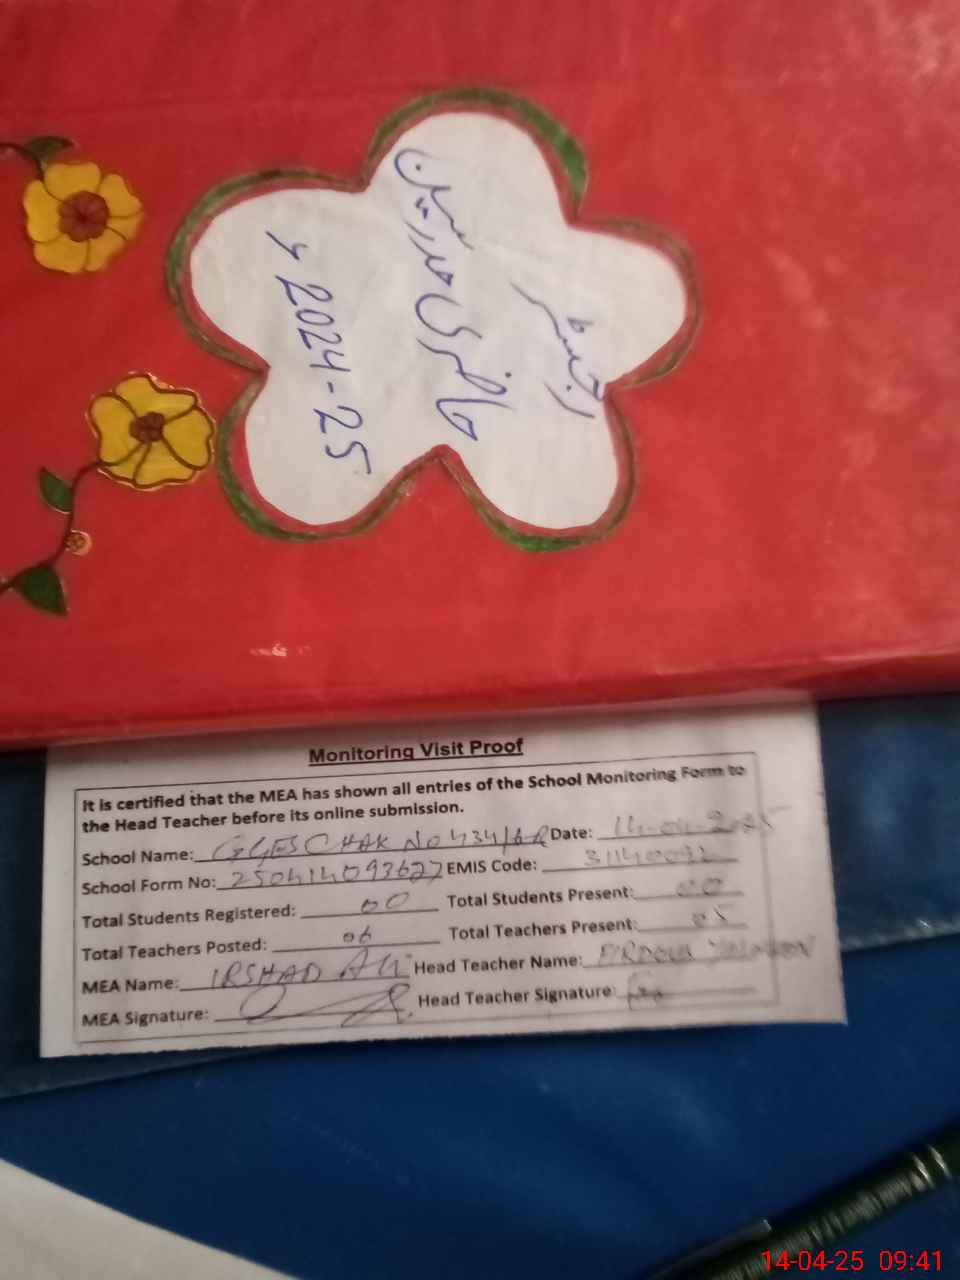 رجسٹر
حاضری مدرسین
2024-25ء
Monitoring Visit Proof
It is certified that the MEA has shown all entries of the School Monitoring Form to
the Head Teacher before its online submission.
School Name: GGES CHAK NO 434/6-R Date: 14-04-2025
School Form No: 250414093627 EMIS Code: 31140092
Total Students Registered: 00 Total Students Present: 00
Total Teachers Posted: 06 Total Teachers Present: 05
MEA Name: IRSHAD ALI Head Teacher Name:
MEA Signature: Head Teacher Signature:
14-04-25 09:41